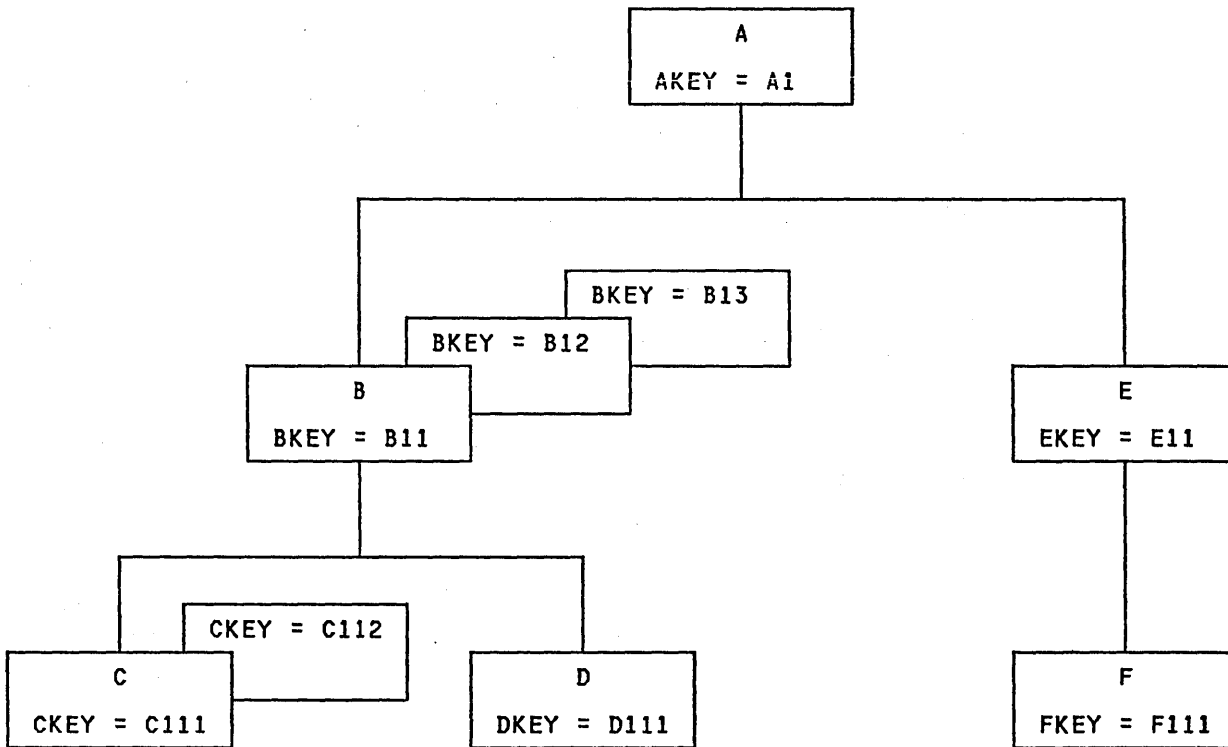 A
AKEY = A1
BKEY = B13
BKEY = B12
B
BKEY = B11
E
EKEY = E11
CKEY = C112
C
CKEY = C111
D
DKEY = D111
F
FKEY = F111